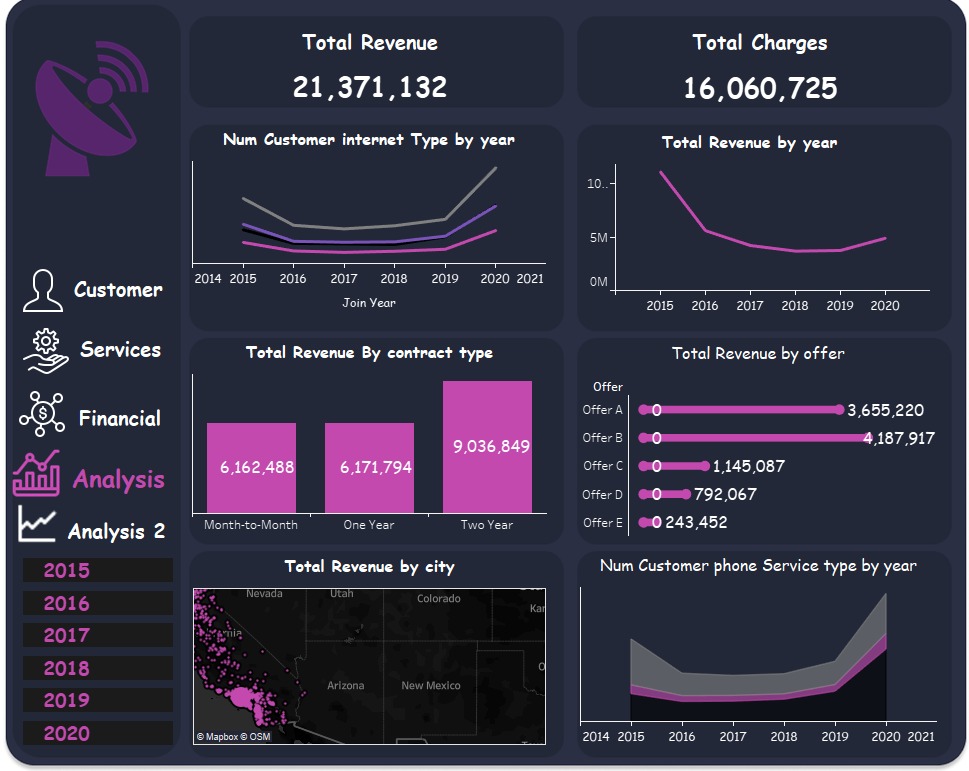 Total Revenue
21,371,132
Total Charges
16,060,725
Customer
Services
Financial
Analysis
Analysis 2
2015
2016
2017
2018
2019
2020
Num Customer internet Type by year
2014 2015 2016 2017 2018 2019 2020 2021
Join Year
Total Revenue by year
10..
5M
0M
2015 2016 2017 2018 2019 2020
Total Revenue By contract type
6,162,488 6,171,794 9,036,849
Month-to-Month One Year Two Year
Total Revenue by offer
Offer
Offer A 0 3,655,220
Offer B 0 4,187,917
Offer C 0 1,145,087
Offer D 0 792,067
Offer E 0 243,452
Total Revenue by city
Nevada Utah Colorado
Kar
Arizona New Mexico
© Mapbox © OSM
Num Customer phone Service type by year
2014 2015 2016 2017 2018 2019 2020 2021